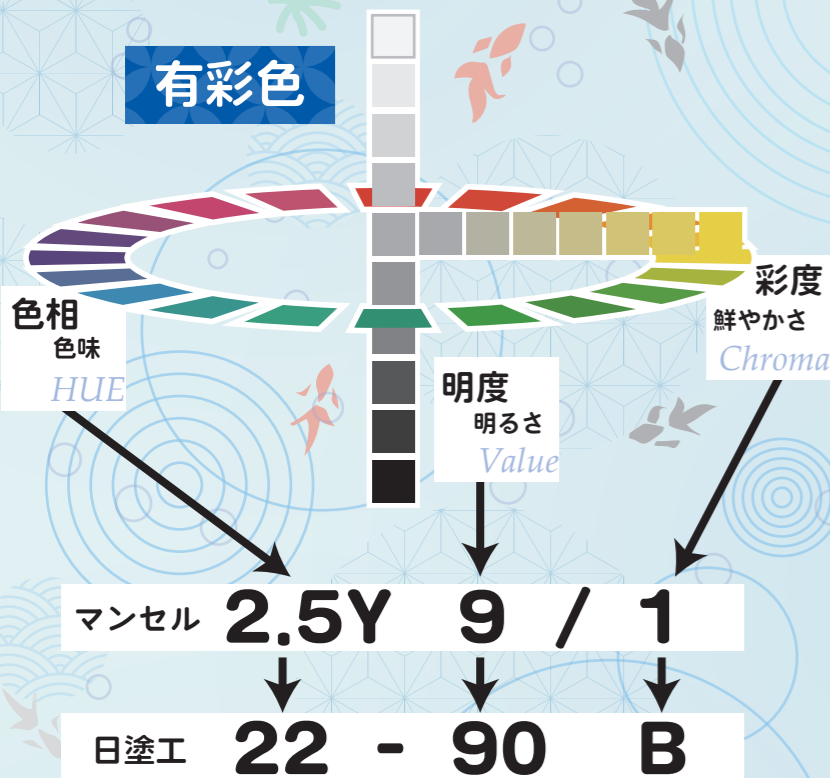 有彩色
色相
色味
HUE
彩度
鮮やかさ
Chroma
明度
明るさ
Value
マンセル 2.5Y 9 / 1
日塗工 22 - 90 B